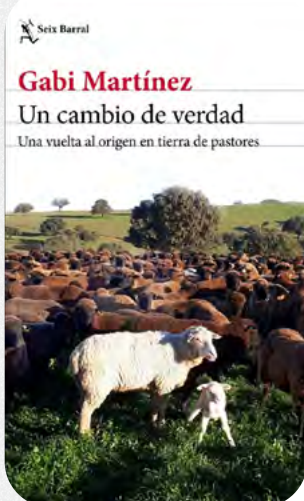 Seix Barral
Gabi Martínez
Un cambio de verdad
Una vuelta al origen en tierra de pastores